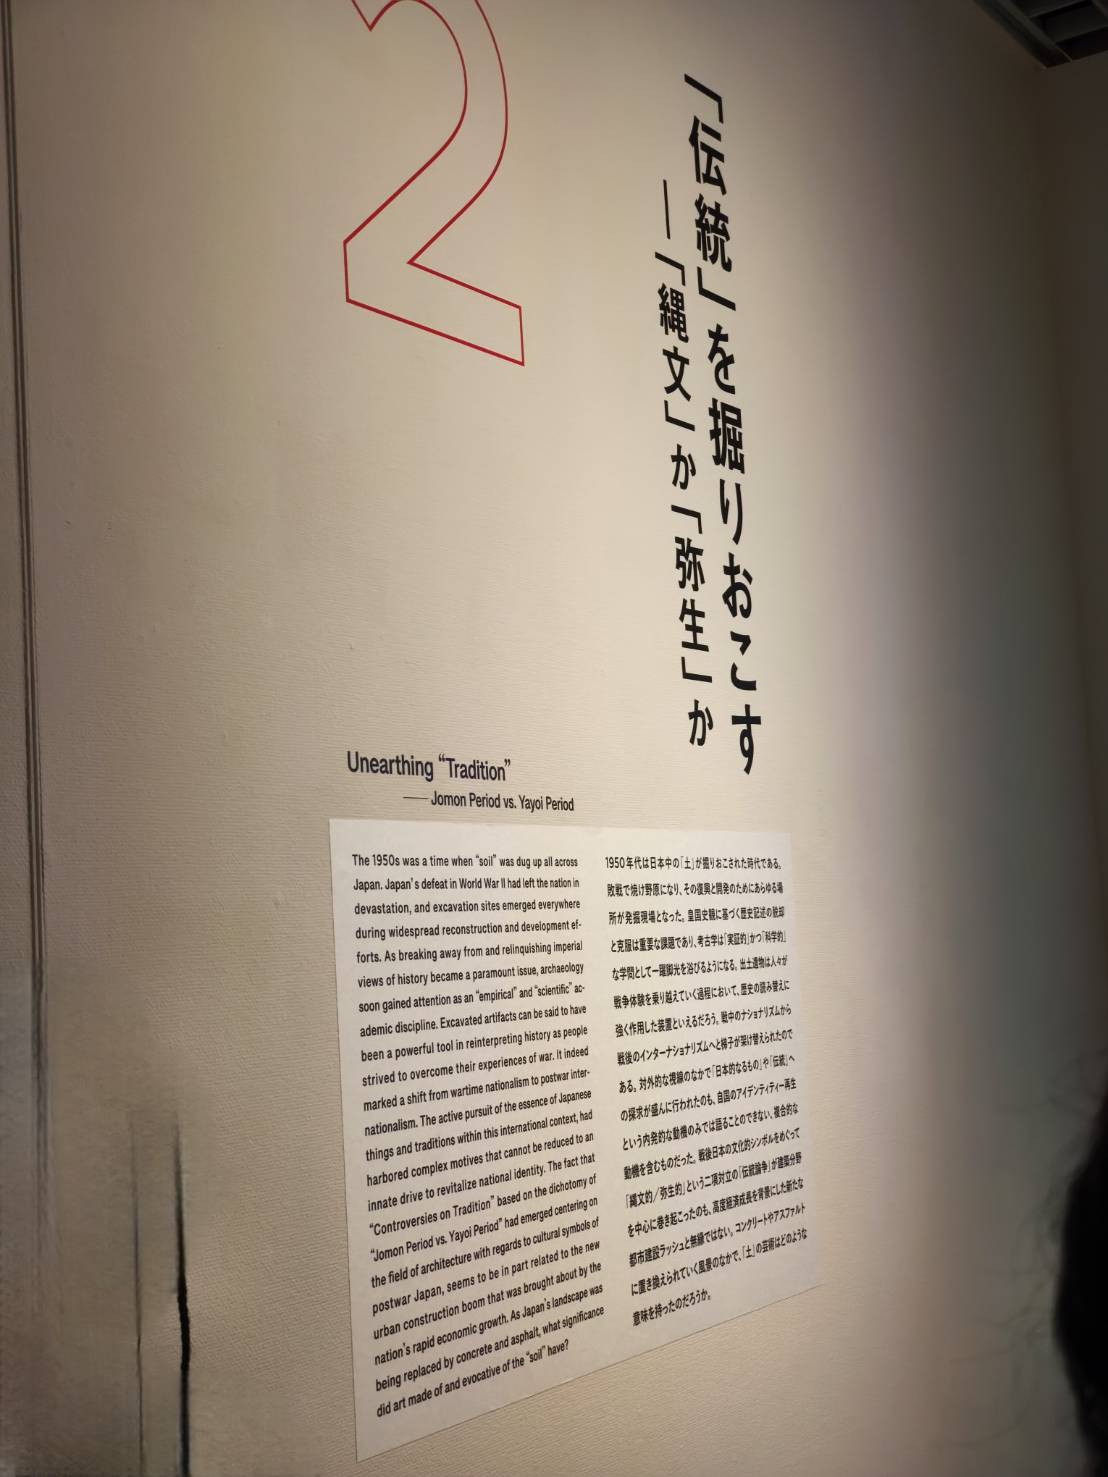 2
「伝統」を掘りおこす
――「縄文」か「弥生」か
Unearthing “Tradition”
—— Jomon Period vs. Yayoi Period
The 1950s was a time when “soil” was dug up all across
Japan. Japan’s defeat in World War II had left the nation in
devastation, and excavation sites emerged everywhere
during widespread reconstruction and development ef-
forts. As breaking away from and relinquishing imperial
views of history became a paramount issue, archaeology
soon gained attention as an “empirical” and “scientific” ac-
ademic discipline. Excavated artifacts can be said to have
been a powerful tool in reinterpreting history as people
strived to overcome their experiences of war. It indeed
marked a shift from wartime nationalism to postwar inter-
nationalism. The active pursuit of the essence of Japanese
things and traditions within this international context, had
harbored complex motives that cannot be reduced to an
innate drive to revitalize national identity. The fact that
“Controversies on Tradition” based on the dichotomy of
“Jomon Period vs. Yayoi Period” had emerged centering on
the field of architecture with regards to cultural symbols of
postwar Japan, seems to be in part related to the new
urban construction boom that was brought about by the
nation’s rapid economic growth. As Japan’s landscape was
being replaced by concrete and asphalt, what significance
did art made of and evocative of the “soil” have?
1950年代は日本中の「土」が掘りおこされた時代である。
敗戦で焼け野原になり、その復興と開発のためにあらゆる場
所が発掘現場となった。皇国史観に基づく歴史記述の脱却
と克服は重要な課題であり、考古学は「実証的」かつ「科学的」
な学問として一躍脚光を浴びるようになる。出土遺物は人々が
戦争体験を乗り越えていく過程において、歴史の読み替えに
強く作用した装置といえるだろう。戦中のナショナリズムから
戦後のインターナショナリズムへと梯子が架け替えられたので
ある。対外的な視線のなかで「日本的なるもの」や「伝統」へ
の探求が盛んに行われたのも、自国のアイデンティティー再生
という内発的な動機のみでは語ることのできない、複合的な
動機を含むものだった。戦後日本の文化的シンボルをめぐって
「縄文的／弥生的」という二項対立の「伝統論争」が建築分野
を中心に巻き起こったのも、高度経済成長を背景にした新たな
都市建設ラッシュと無縁ではない。コンクリートやアスファルト
に置き換えられていく風景のなかで、「土」の芸術はどのような
意味を持ったのだろうか。